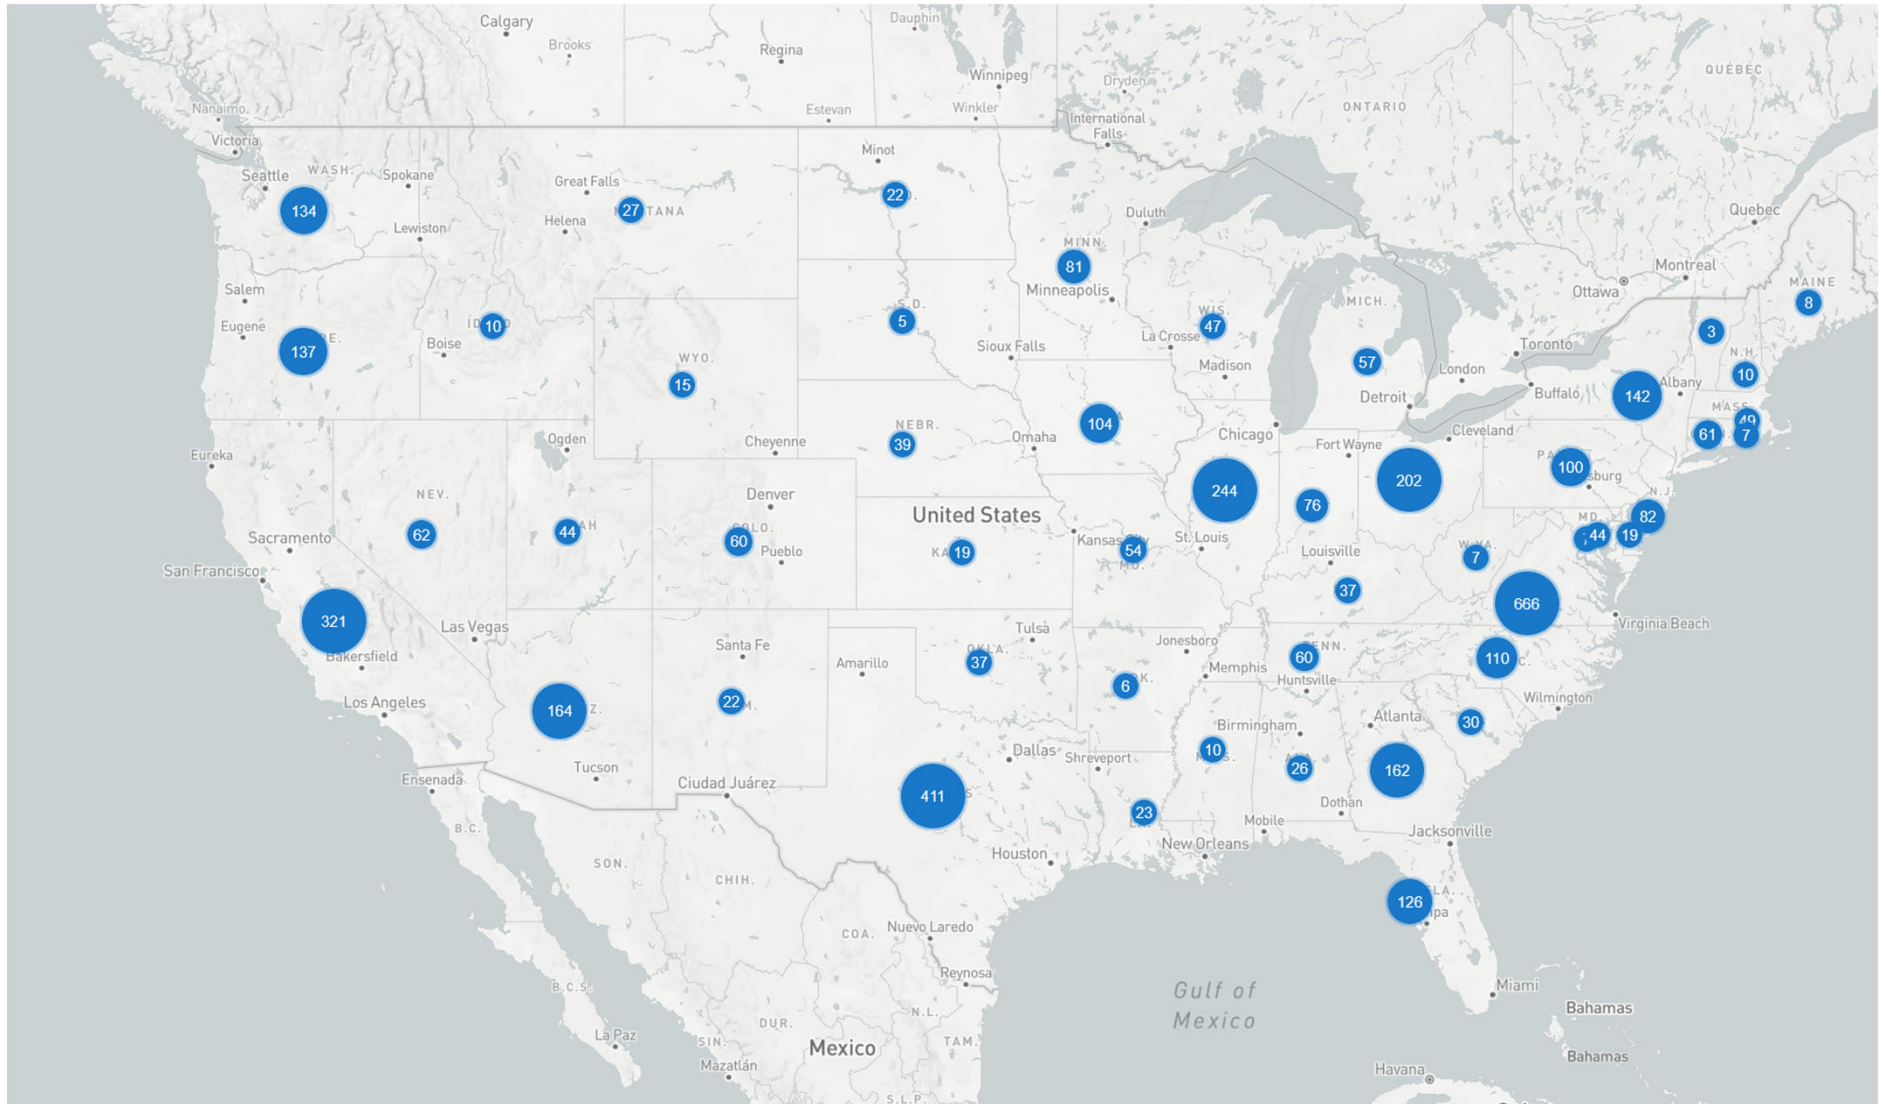 Calgary
Dauphin
Brooks
Regina
Winnipeg
Dryden
QUÉBEC
ONTARIO
Nanaimo
Estevan
Winkler
International
Falls
Victoria
Minot
WASH.
Seattle
Spokane
Great Falls
22
134
27
Lewiston
Helena
Duluth
Quebec
MINN.
81
Montreal
Salem
Minneapolis
Ottawa
MAINE
MICH.
8
S.D.
WIS.
Eugene
10
5
47
3
137
Boise
Sioux Falls
La Crosse
Toronto
N.H.
WYO.
57
Madison
London
10
15
Detroit
Buffalo
142
Albany
MASS.
NEBR.
104
49
Ogden
Cheyenne
39
Omaha
Chicago
Fort Wayne
Cleveland
61
7
Eureka
100
244
202
NEV.
Denver
76
N.J.
United States
82
MD.
Sacramento
62
44
60
Pueblo
19
Kansas City
54
St. Louis
Louisville
7
44
19
MO.
San Francisco
37
666
321
Las Vegas
Virginia Beach
Tulsa
Bakersfield
Santa Fe
Amarillo
OKLA.
37
Jonesboro
60
110
Memphis
Huntsville
6
Los Angeles
164
22
Wilmington
Birmingham
Atlanta
30
Dallas
10
Tucson
Shreveport
26
162
Ensenada
Ciudad Juárez
411
23
Dothan
B.C.
Mobile
Jacksonville
New Orleans
SON.
Houston
CHIH.
126
COA.
Nuevo Laredo
Reynosa
B.C.S.
Miami
Gulf of
Mexico
Bahamas
N.L.
DUR.
La Paz
SIN.
Mexico
TAM.
Bahamas
Mazatlán
Havana
S.L.P.